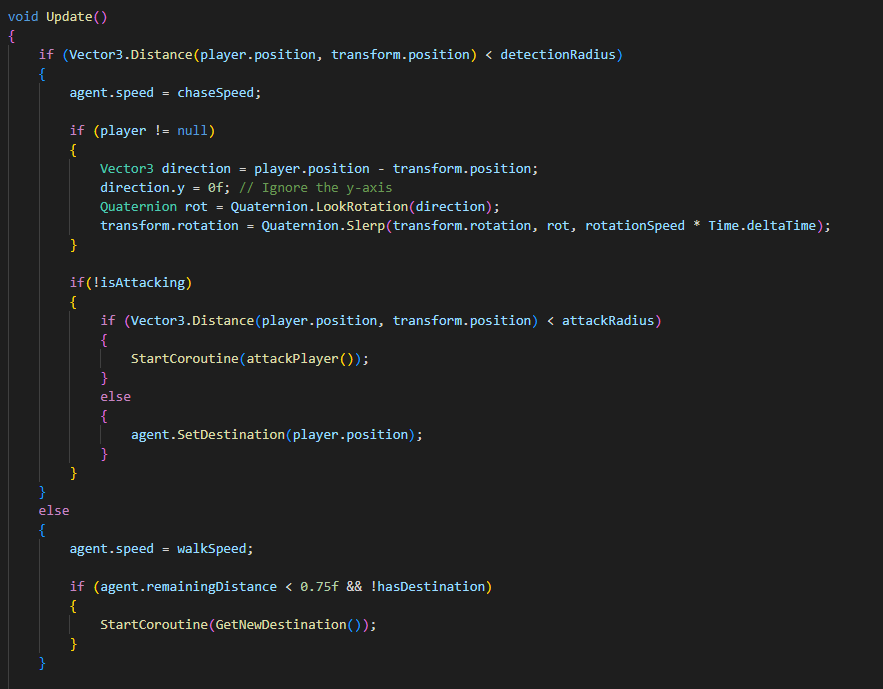 void Update()
{
    if (Vector3.Distance(player.position, transform.position) < detectionRadius)
    {
        agent.speed = chaseSpeed;

        if (player != null)
        {
            Vector3 direction = player.position - transform.position;
            direction.y = 0f; // Ignore the y-axis
            Quaternion rot = Quaternion.LookRotation(direction);
            transform.rotation = Quaternion.Slerp(transform.rotation, rot, rotationSpeed * Time.deltaTime);
        }

        if(!isAttacking)
        {
            if (Vector3.Distance(player.position, transform.position) < attackRadius)
            {
                StartCoroutine(attackPlayer());
            }
            else
            {
                agent.SetDestination(player.position);
            }
        }
    }
    else
    {
        agent.speed = walkSpeed;

        if (agent.remainingDistance < 0.75f && !hasDestination)
        {
            StartCoroutine(GetNewDestination());
        }
    }